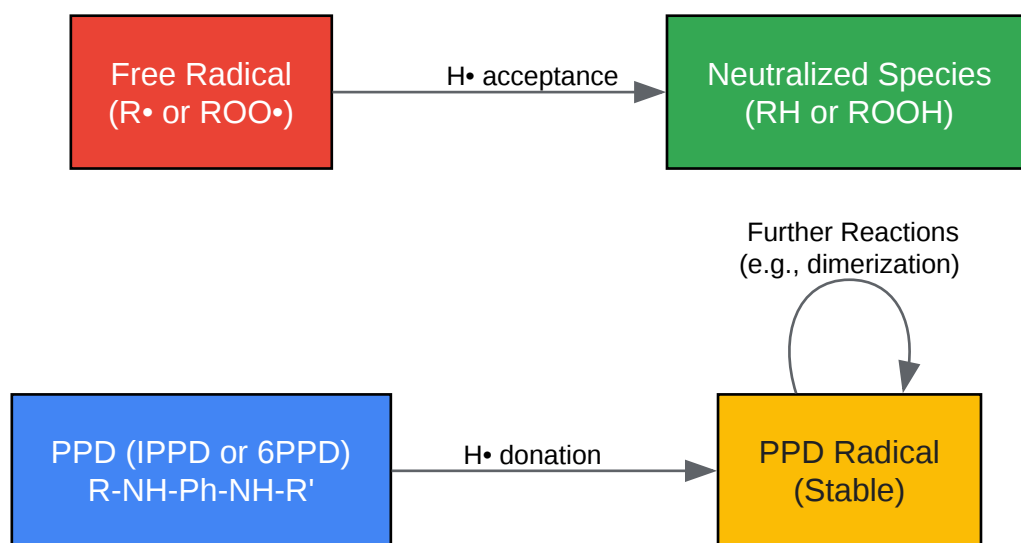 Free Radical
(R• or ROO•)
H• acceptance
Neutralized Species
(RH or ROOH)
Further Reactions
(e.g., dimerization)
PPD (IPPD or 6PPD)
R-NH-Ph-NH-R'
H• donation
PPD Radical
(Stable)